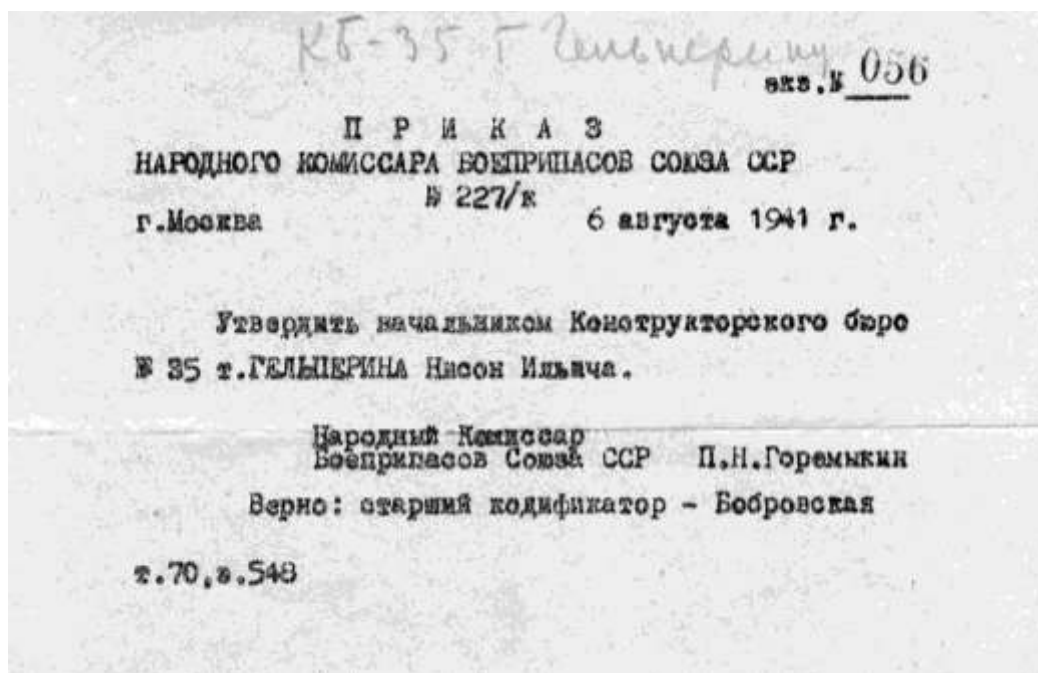 КБ-35 т Гельперину
экз.№ 056
П Р И К А З
НАРОДНОГО КОМИССАРА БОЕПРИПАСОВ СОЮЗА ССР
№ 227/к
г.Москва 6 августа 1941 г.
Утвердить начальником Конструкторского бюро
№ 35 т.ГЕЛЬПЕРИНА Нисон Ильича.
Народный Комиссар
Боеприпасов Союза ССР П.Н.Горемыкин
Верно: старший кодификатор - Бобровская
т.70,з.548